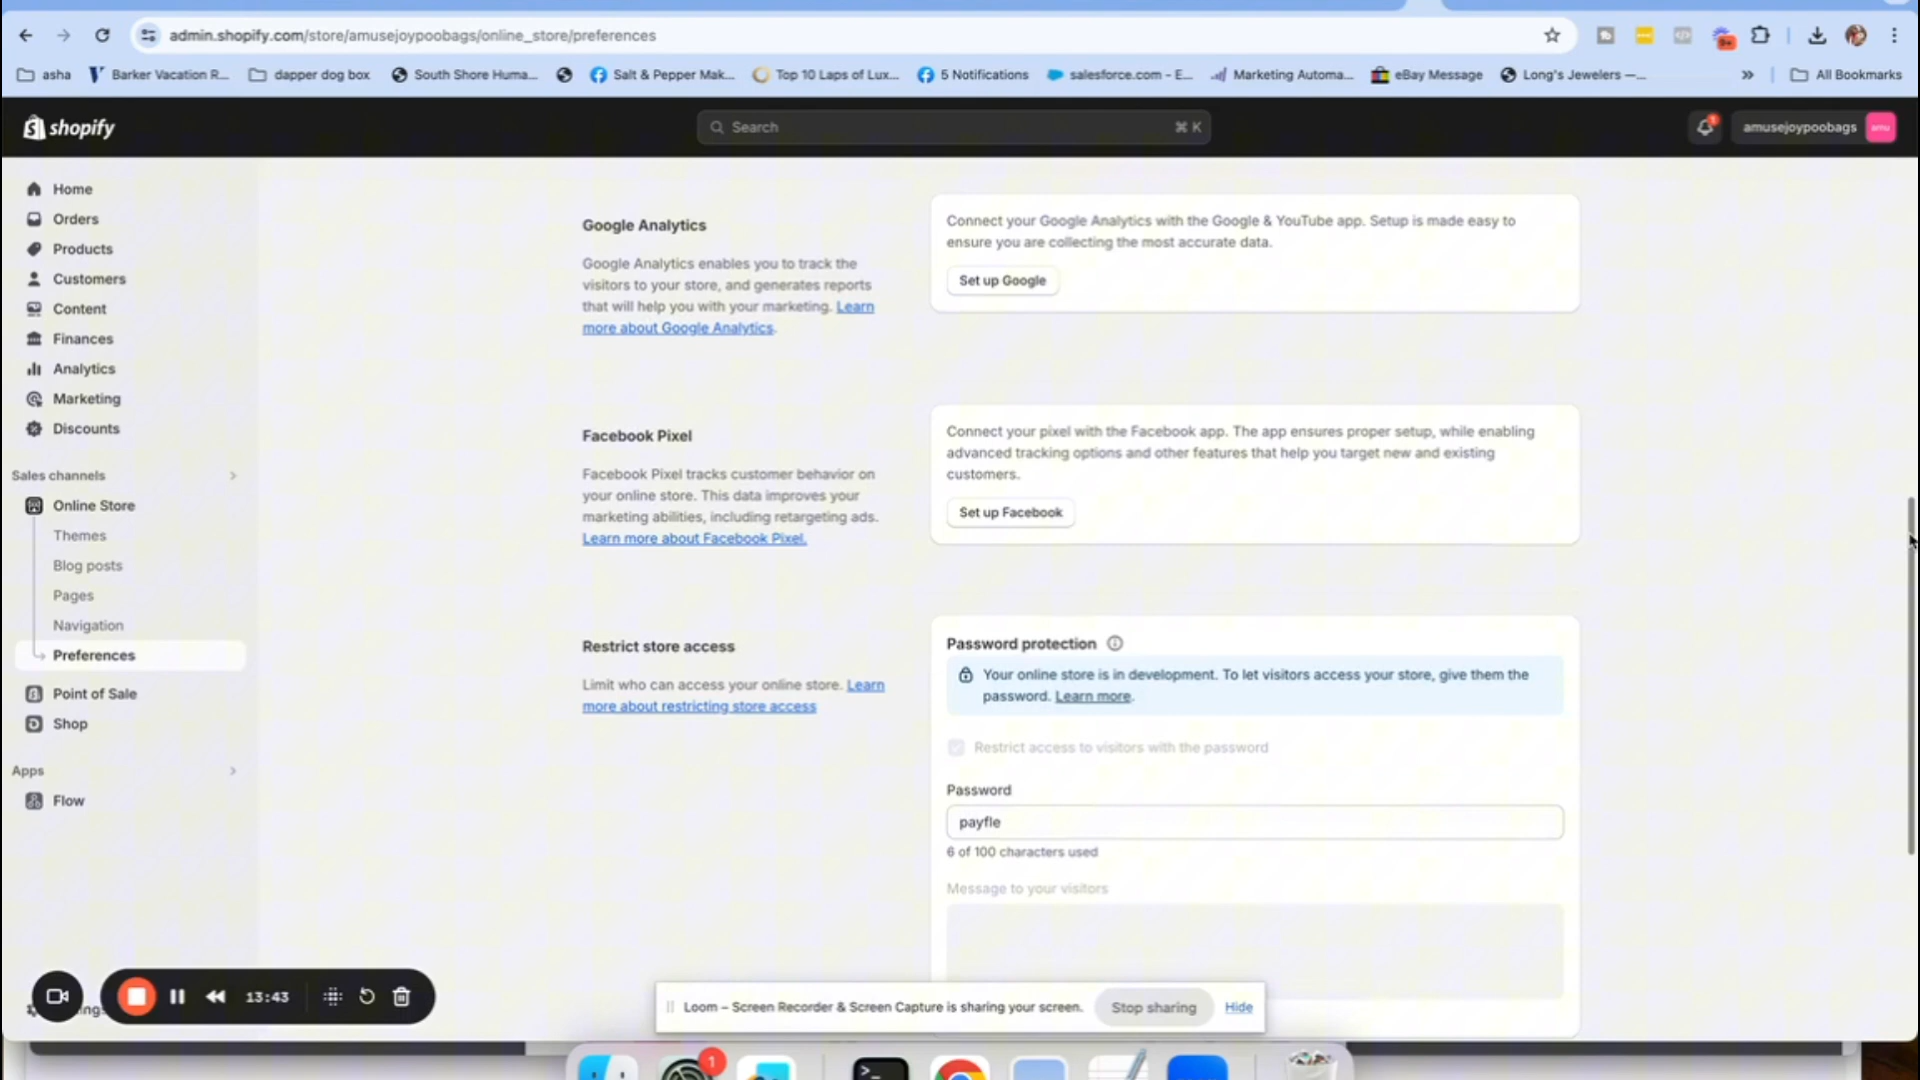 admin.shopify.com/store/amusejoypoobags/online_store/preferences
asha
Barker Vacation R...
dapper dog box
South Shore Huma...
Salt & Pepper Mak...
Top 10 Laps of Lux...
5 Notifications
salesforce.com - E...
Marketing Automa...
eBay Message
Long's Jewelers —...
»
All Bookmarks
shopify
Search
⌘ K
amusejoypoobags
amu
Home
Orders
Products
Customers
Content
Finances
Analytics
Marketing
Discounts
Sales channels
Online Store
Themes
Blog posts
Pages
Navigation
Preferences
Point of Sale
Shop
Apps
Flow
Google Analytics
Google Analytics enables you to track the
visitors to your store, and generates reports
that will help you with your marketing. Learn
more about Google Analytics.
Connect your Google Analytics with the Google & YouTube app. Setup is made easy to
ensure you are collecting the most accurate data.
Set up Google
Facebook Pixel
Facebook Pixel tracks customer behavior on
your online store. This data improves your
marketing abilities, including retargeting ads.
Learn more about Facebook Pixel.
Connect your pixel with the Facebook app. The app ensures proper setup, while enabling
advanced tracking options and other features that help you target new and existing
customers.
Set up Facebook
Restrict store access
Limit who can access your online store. Learn
more about restricting store access
Password protection
Your online store is in development. To let visitors access your store, give them the
password. Learn more.
Restrict access to visitors with the password
Password
payfle
6 of 100 characters used
Message to your visitors
13:43
Loom – Screen Recorder & Screen Capture is sharing your screen.
Stop sharing
Hide
1